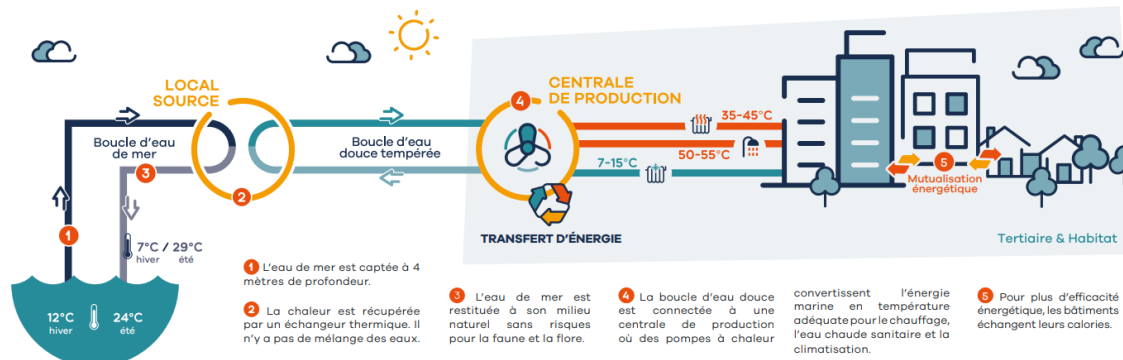 LOCAL
SOURCE
Boucle d'eau
de mer
3
2
1
7°C / 29°C
hiver été
12°C 24°C
hiver été
Boucle d'eau
douce tempérée
4
CENTRALE
DE PRODUCTION
35-45°C
50-55°C
7-15°C
TRANSFERT D'ÉNERGIE
5
Mutualisation
énergétique
Tertiaire & Habitat
1 L'eau de mer est captée à 4
mètres de profondeur.
2 La chaleur est récupérée
par un échangeur thermique. Il
n'y a pas de mélange des eaux.
3 L'eau de mer est
restituée à son milieu
naturel sans risques
pour la faune et la flore.
4 La boucle d'eau douce
est connectée à une
centrale de production
où des pompes à chaleur
convertissent l'énergie
marine en température
adéquate pour le chauffage,
l'eau chaude sanitaire et la
climatisation.
5 Pour plus d'efficacité
énergétique, les bâtiments
échangent leurs calories.